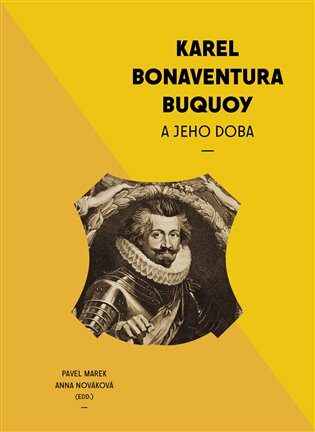 KAREL
BONAVENTURA
BUQUOY
A JEHO DOBA
PAVEL MAREK
ANNA NOVÁKOVÁ
(EDD.)